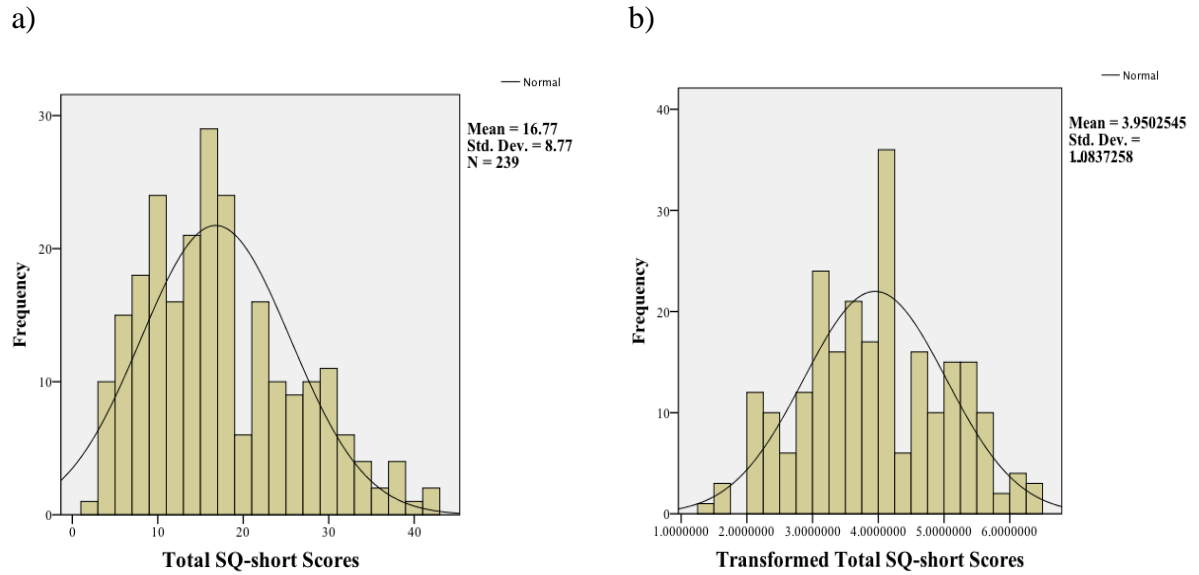 a)
Normal
Mean = 16.77
Std. Dev. = 8.77
N = 239
30
20
10
0
Frequency
0 10 20 30 40
Total SQ-short Scores
b)
Normal
Mean = 3.9502545
Std. Dev. =
1.0837258
40
30
20
10
0
Frequency
1.0000000 2.0000000 3.0000000 4.0000000 5.0000000 6.0000000
Transformed Total SQ-short Scores